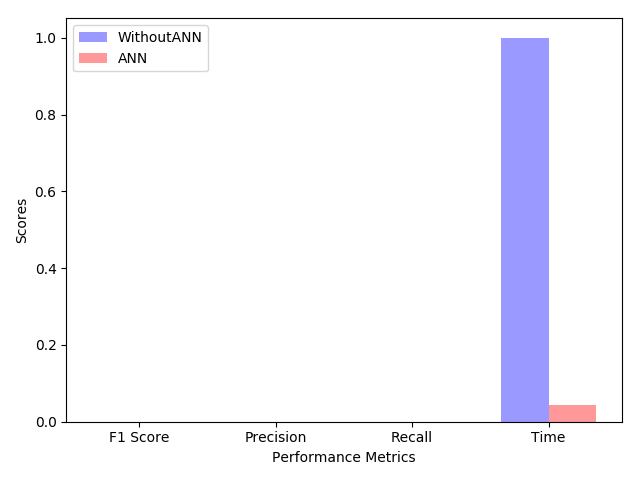 WithoutANN
ANN
1.0
0.8
0.6
0.4
0.2
0.0
Scores
F1 Score Precision Recall Time
Performance Metrics